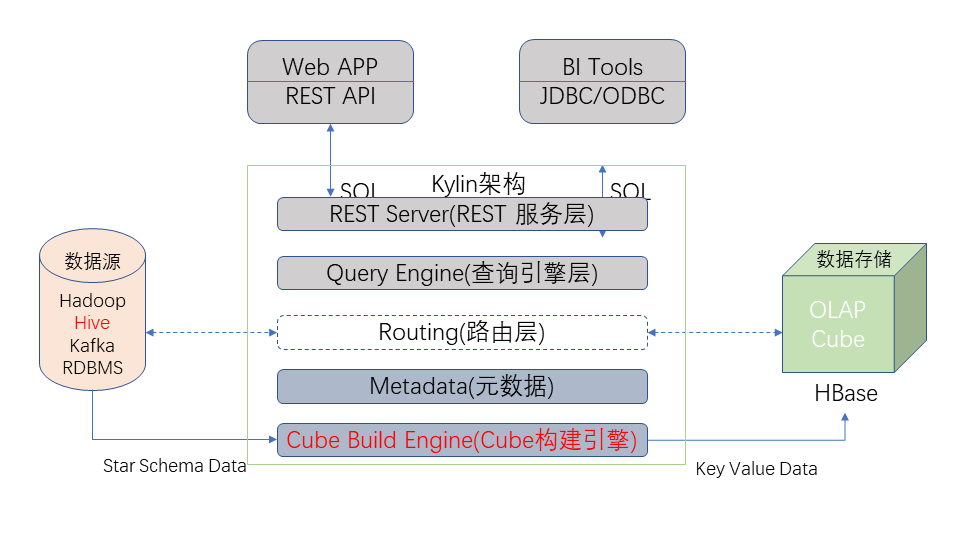 Web APP
REST API
BI Tools
JDBC/ODBC
SQL
Kylin架构
SQL
REST Server(REST 服务层)
Query Engine(查询引擎层)
Routing(路由层)
Metadata(元数据)
Cube Build Engine(Cube构建引擎)
数据源
Hadoop
Hive
Kafka
RDBMS
数据存储
OLAP
Cube
HBase
Star Schema Data
Key Value Data